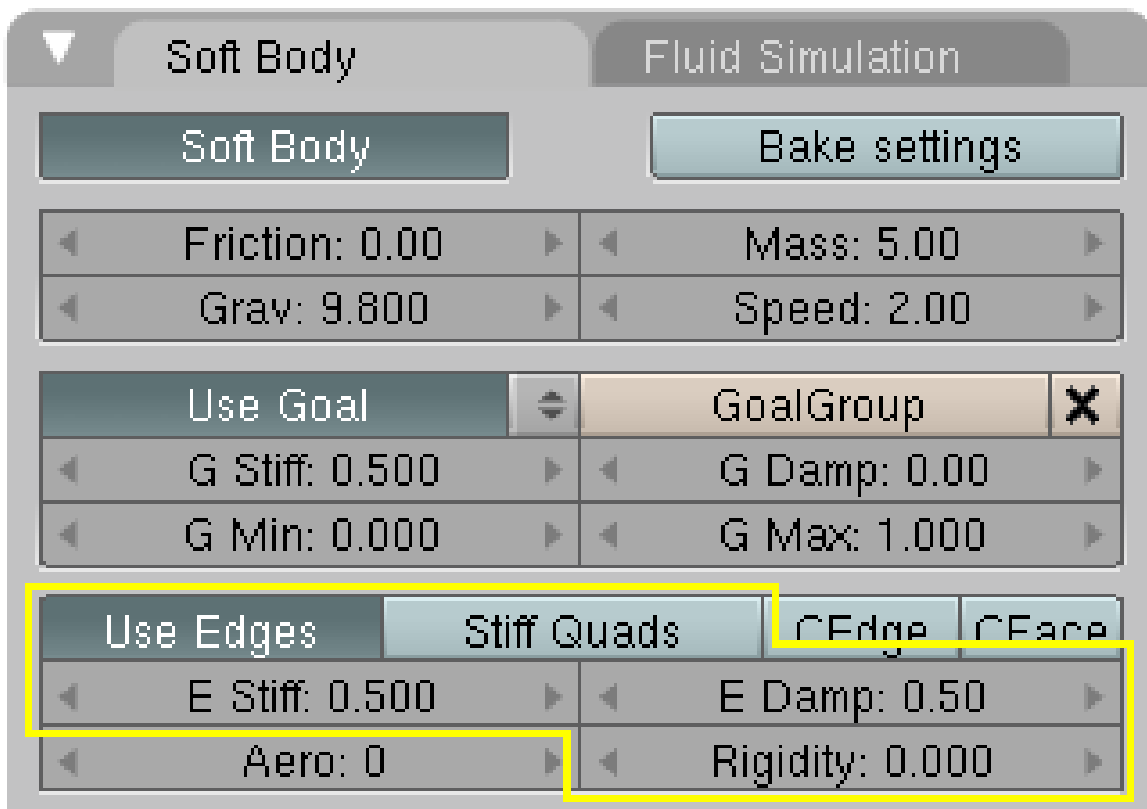 Soft Body Fluid Simulation
Soft Body Bake settings
Friction: 0.00 Mass: 5.00
Grav: 9.800 Speed: 2.00
Use Goal GoalGroup
G Stiff: 0.500 G Damp: 0.00
G Min: 0.000 G Max: 1.000
Use Edges Stiff Quads CEdge CFace
E Stiff: 0.500 E Damp: 0.50
Aero: 0 Rigidity: 0.000